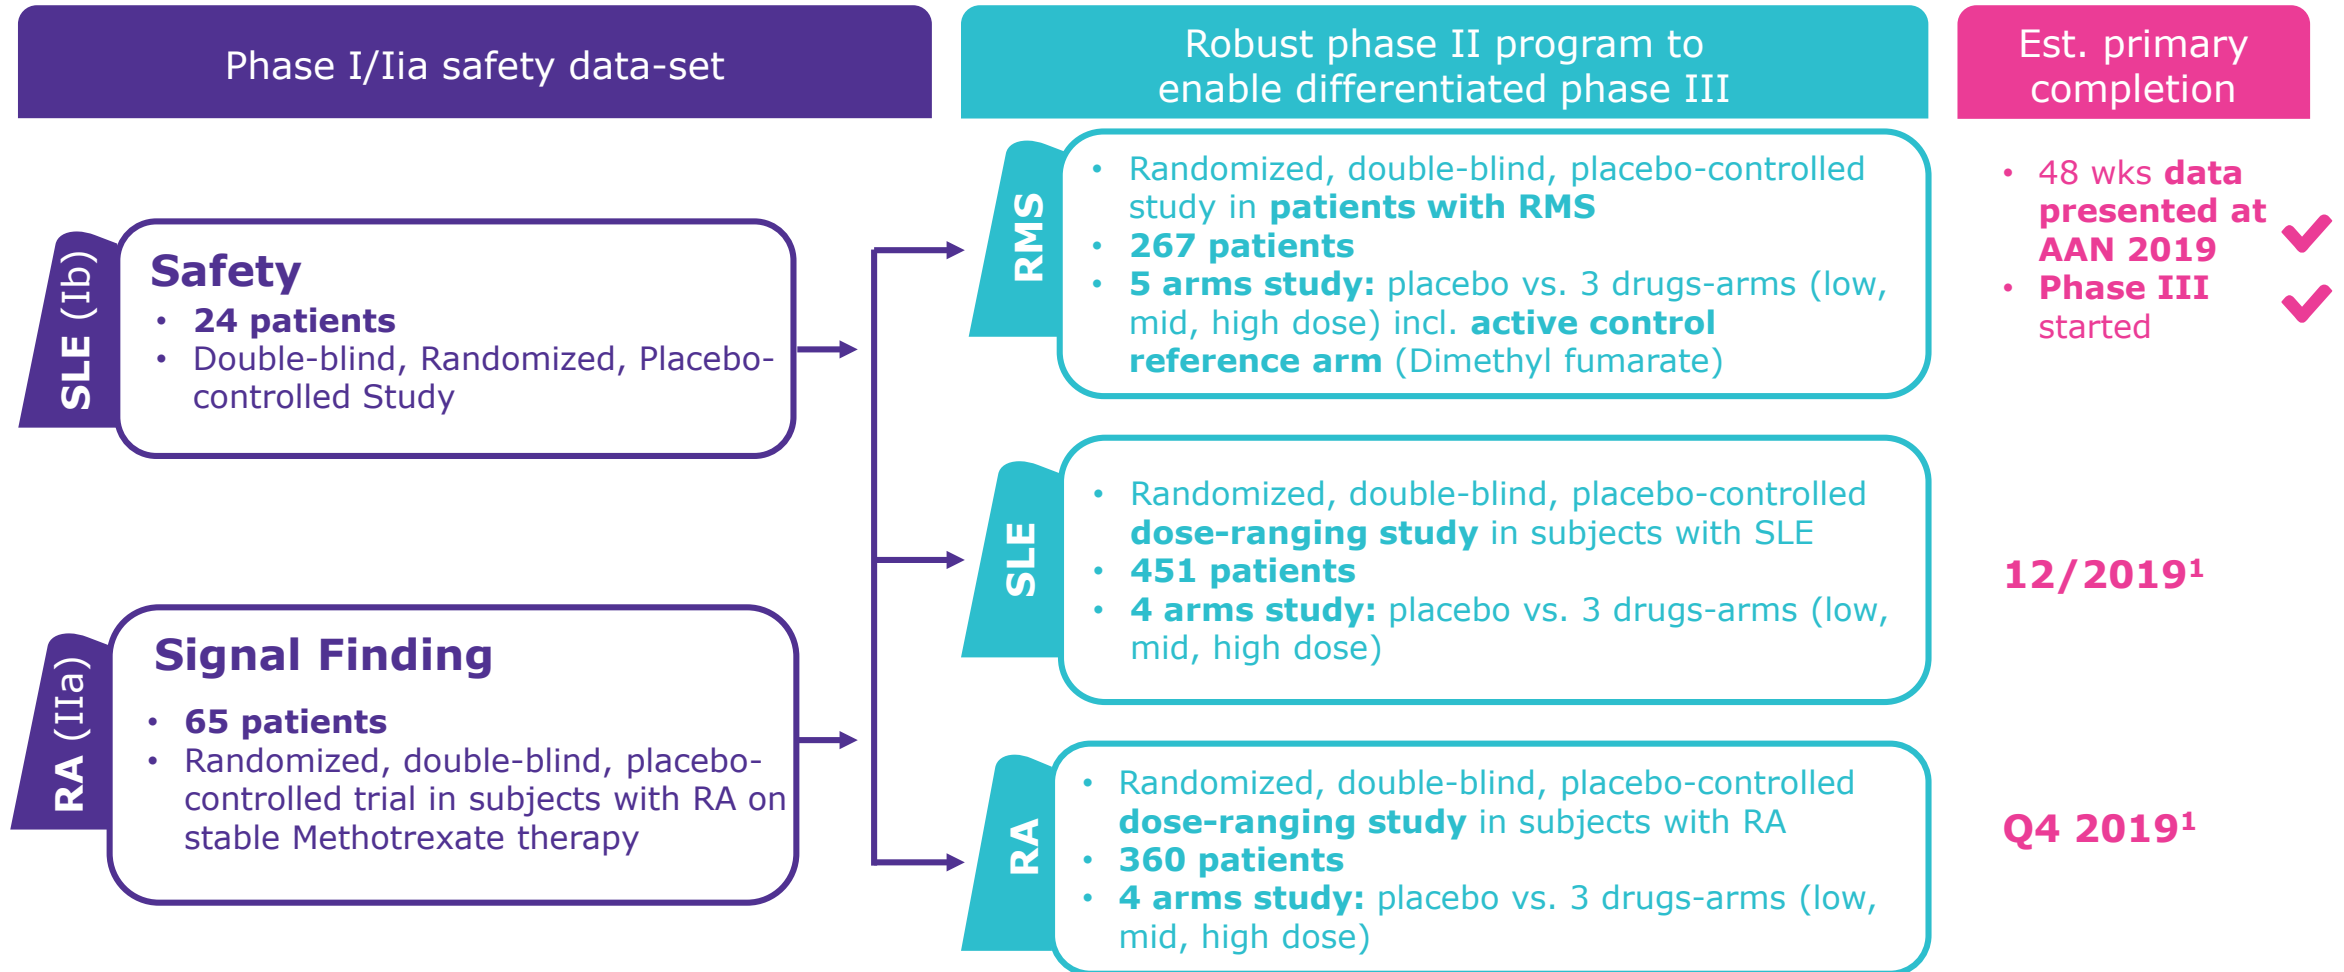 Phase I/Iia safety data-set
Robust phase II program to
enable differentiated phase III
Est. primary
completion
SLE (Ib)
Safety
• 24 patients
• Double-blind, Randomized, Placebo-
controlled Study
RA (IIa)
Signal Finding
• 65 patients
• Randomized, double-blind, placebo-
controlled trial in subjects with RA on
stable Methotrexate therapy
RMS
• Randomized, double-blind, placebo-controlled
study in patients with RMS
• 267 patients
• 5 arms study: placebo vs. 3 drugs-arms (low,
mid, high dose) incl. active control
reference arm (Dimethyl fumarate)
• 48 wks data
presented at
AAN 2019
• Phase III
started
SLE
• Randomized, double-blind, placebo-controlled
dose-ranging study in subjects with SLE
• 451 patients
• 4 arms study: placebo vs. 3 drugs-arms (low,
mid, high dose)
12/2019¹
RA
• Randomized, double-blind, placebo-controlled
dose-ranging study in subjects with RA
• 360 patients
• 4 arms study: placebo vs. 3 drugs-arms (low,
mid, high dose)
Q4 2019¹